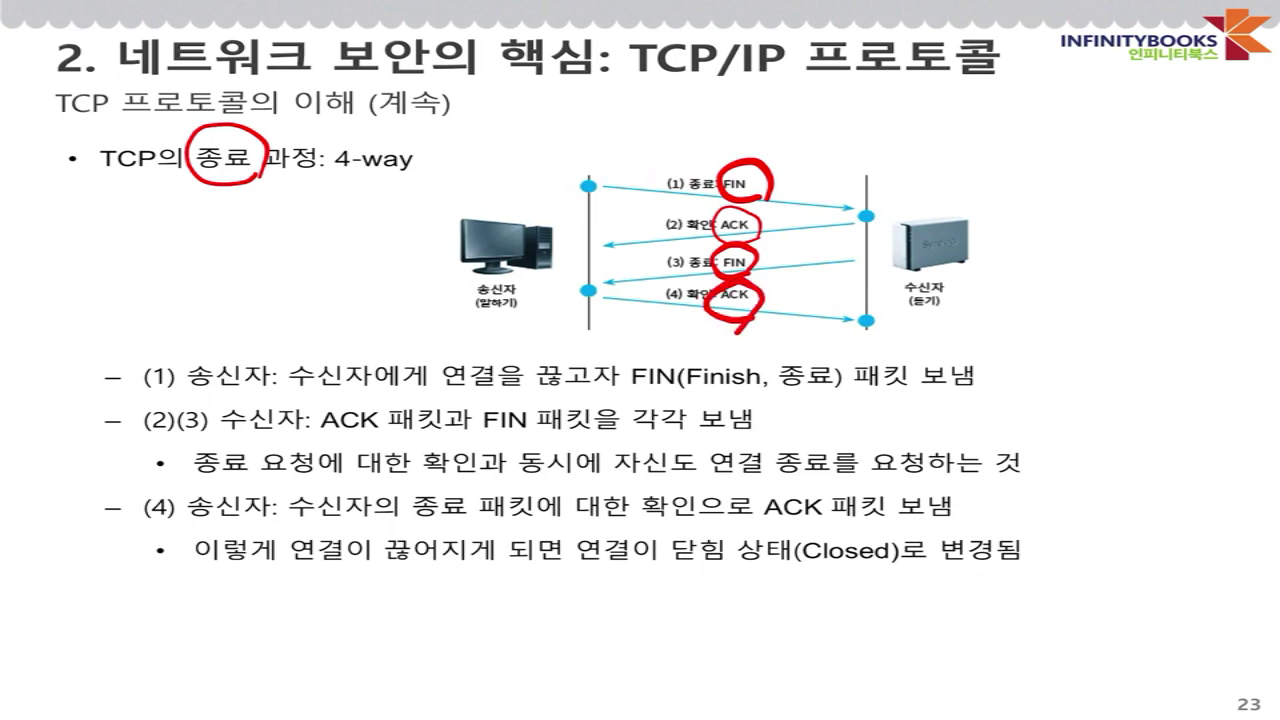 INFINITYBOOKS
인피니티북스
2. 네트워크 보안의 핵심: TCP/IP 프로토콜
TCP 프로토콜의 이해 (계속)
• TCP의 종료 과정: 4-way
(1) 종료: FIN
(2) 확인: ACK
(3) 종료: FIN
(4) 확인: ACK
송신자
(말하기)
수신자
(듣기)
– (1) 송신자: 수신자에게 연결을 끊고자 FIN(Finish, 종료) 패킷 보냄
– (2)(3) 수신자: ACK 패킷과 FIN 패킷을 각각 보냄
• 종료 요청에 대한 확인과 동시에 자신도 연결 종료를 요청하는 것
– (4) 송신자: 수신자의 종료 패킷에 대한 확인으로 ACK 패킷 보냄
• 이렇게 연결이 끊어지게 되면 연결이 닫힘 상태(Closed)로 변경됨
23